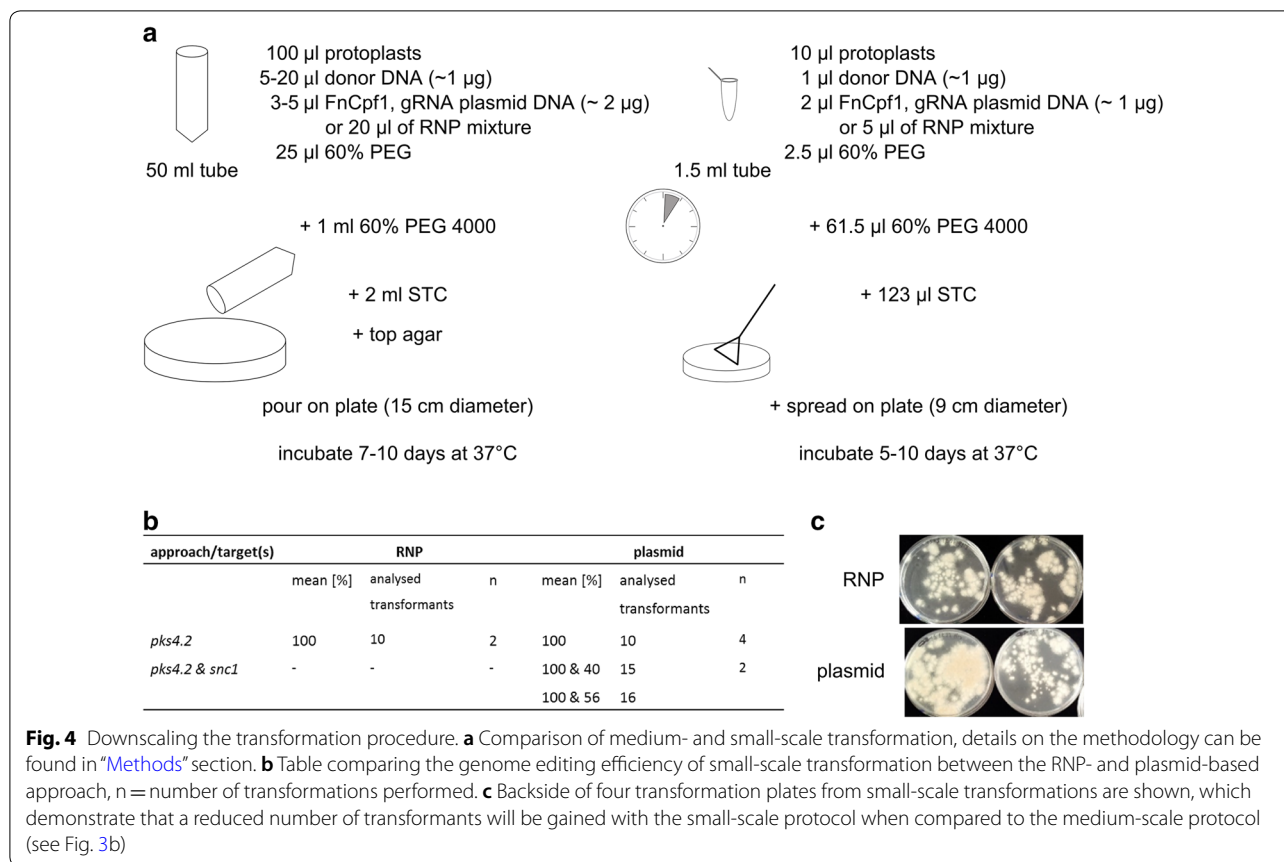 a
100 µl protoplasts
5-20 µl donor DNA (~1 µg)
3-5 µl FnCpf1, gRNA plasmid DNA (~ 2 µg)
or 20 µl of RNP mixture
25 µl 60% PEG
50 ml tube
+ 1 ml 60% PEG 4000
+ 2 ml STC
+ top agar
pour on plate (15 cm diameter)
incubate 7-10 days at 37°C
10 µl protoplasts
1 µl donor DNA (~1 µg)
2 µl FnCpf1, gRNA plasmid DNA (~ 1 µg)
or 5 µl of RNP mixture
2.5 µl 60% PEG
1.5 ml tube
+ 61.5 µl 60% PEG 4000
+ 123 µl STC
+ spread on plate (9 cm diameter)
incubate 5-10 days at 37°C
b
approach/target(s) RNP plasmid
mean [%] analysed transformants n mean [%] analysed transformants n
pks4.2 100 10 2 100 10 4
pks4.2 & snc1 - - - 100 & 40 15 2
100 & 56 16
c
RNP
plasmid
Fig. 4 Downscaling the transformation procedure. a Comparison of medium- and small-scale transformation, details on the methodology can be
found in "Methods" section. b Table comparing the genome editing efficiency of small-scale transformation between the RNP- and plasmid-based
approach, n = number of transformations performed. c Backside of four transformation plates from small-scale transformations are shown, which
demonstrate that a reduced number of transformants will be gained with the small-scale protocol when compared to the medium-scale protocol
(see Fig. 3b)